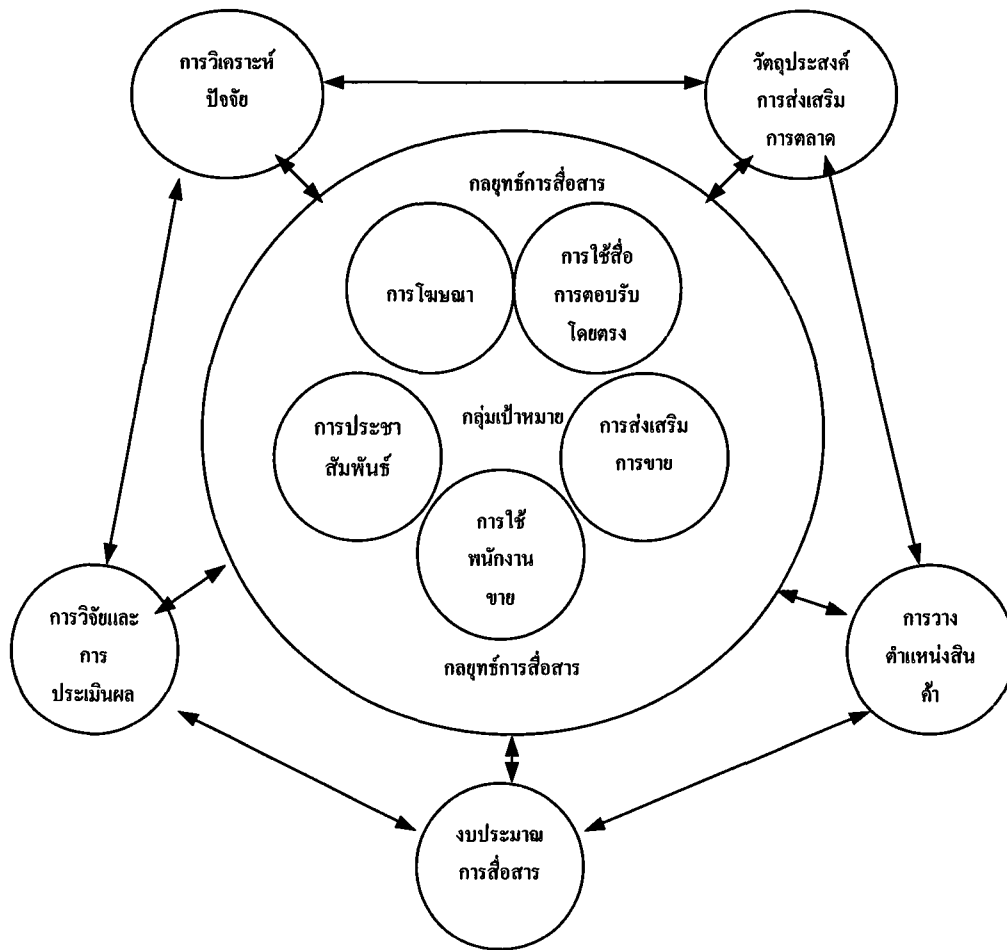 การวิเคราะห์
ปัจจัย
วัตถุประสงค์
การส่งเสริม
การตลาด
กลยุทธ์การสื่อสาร
การโฆษณา
การใช้สื่อ
การตอบรับ
โดยตรง
การประชา
สัมพันธ์
กลุ่มเป้าหมาย
การส่งเสริม
การขาย
การใช้
พนักงาน
ขาย
กลยุทธ์การสื่อสาร
การวิจัยและ
การ
ประเมินผล
การวาง
ตำแหน่งสิน
ค้า
งบประมาณ
การสื่อสาร